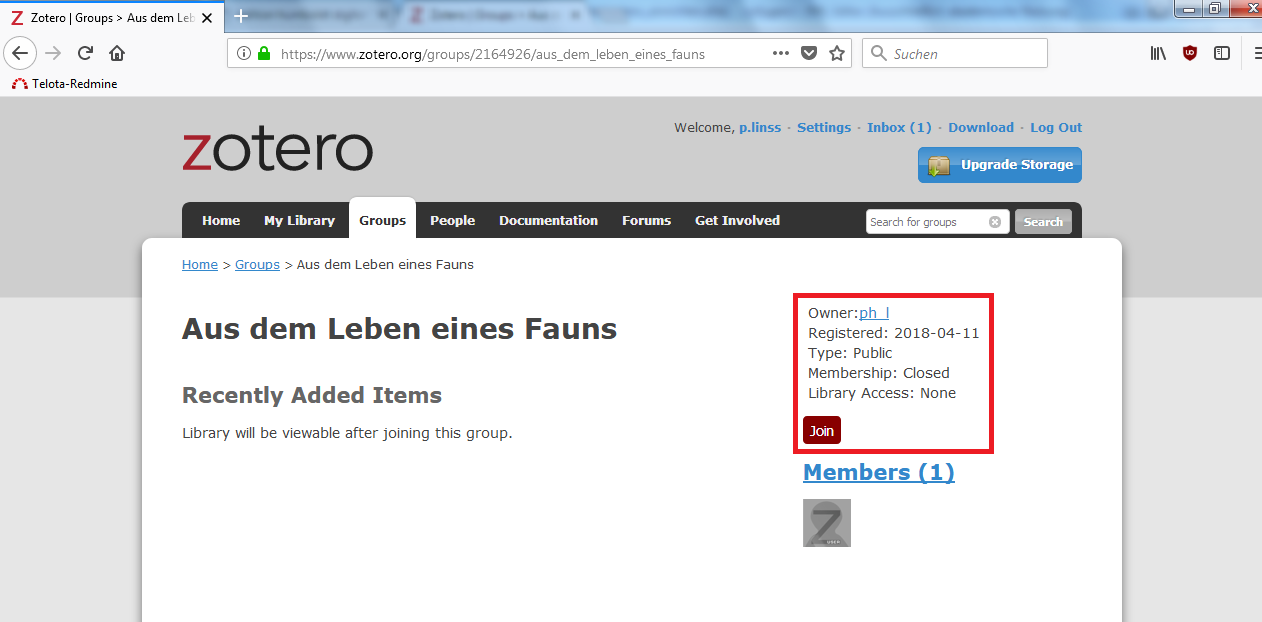 Zotero | Groups > Aus dem Leb
https://www.zotero.org/groups/2164926/aus_dem_leben_eines_fauns
Suchen
Telota-Redmine
zotero
Welcome, p.linss · Settings · Inbox (1) · Download · Log Out
Upgrade Storage
Home My Library Groups People Documentation Forums Get Involved
Search for groups
Search
Home > Groups > Aus dem Leben eines Fauns
Aus dem Leben eines Fauns
Recently Added Items
Library will be viewable after joining this group.
Owner:ph_l
Registered: 2018-04-11
Type: Public
Membership: Closed
Library Access: None
Join
Members (1)
Z
USER